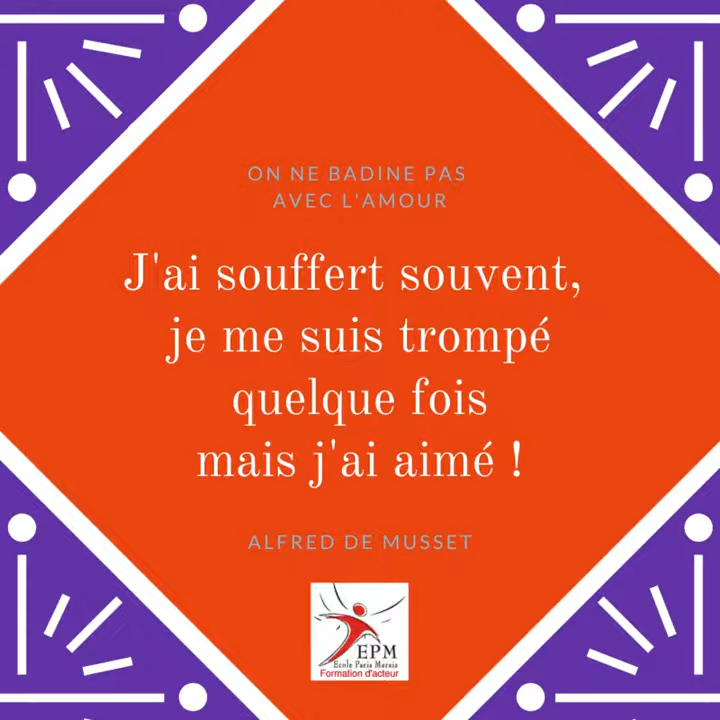 ON NE BADINE PAS
AVEC L'AMOUR
J'ai souffert souvent,
je me suis trompé
quelque fois
mais j'ai aimé !
ALFRED DE MUSSET
EPM
Ecole Paris Marais
Formation d'acteur